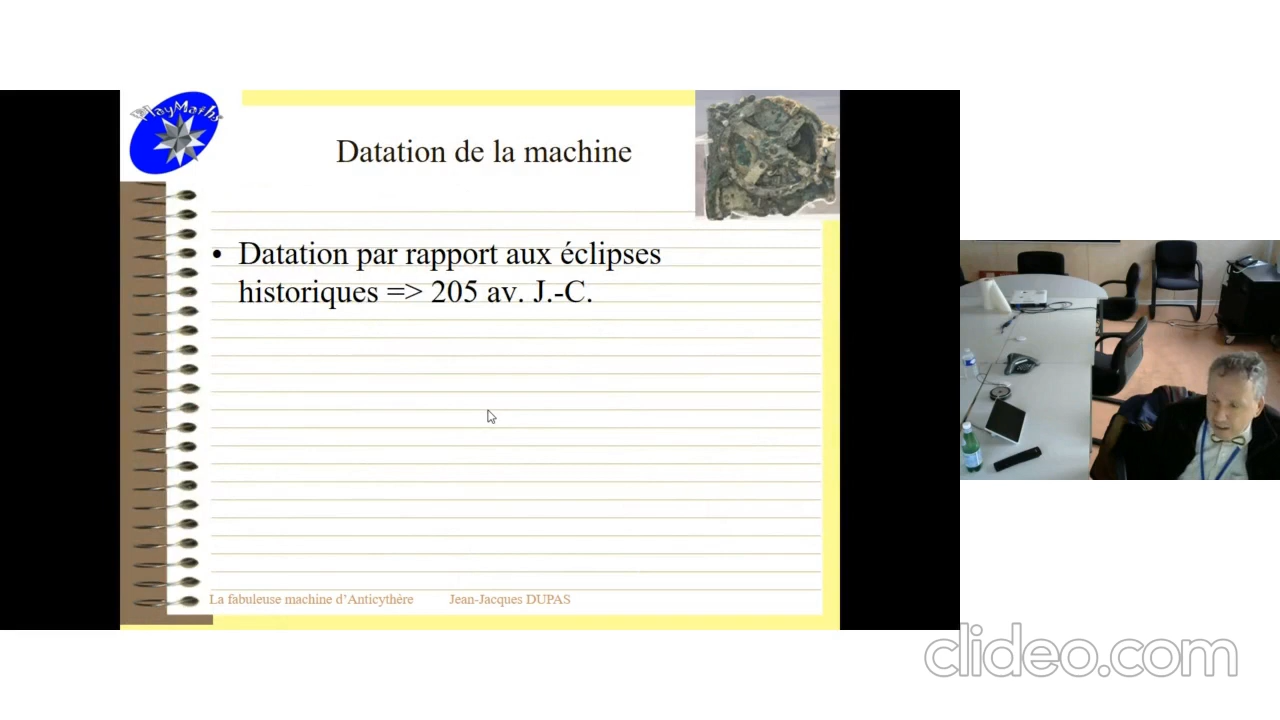 PlayMaths
Datation de la machine
• Datation par rapport aux éclipses
historiques => 205 av. J.-C.
La fabuleuse machine d'Anticythère Jean-Jacques DUPAS
clideo.com